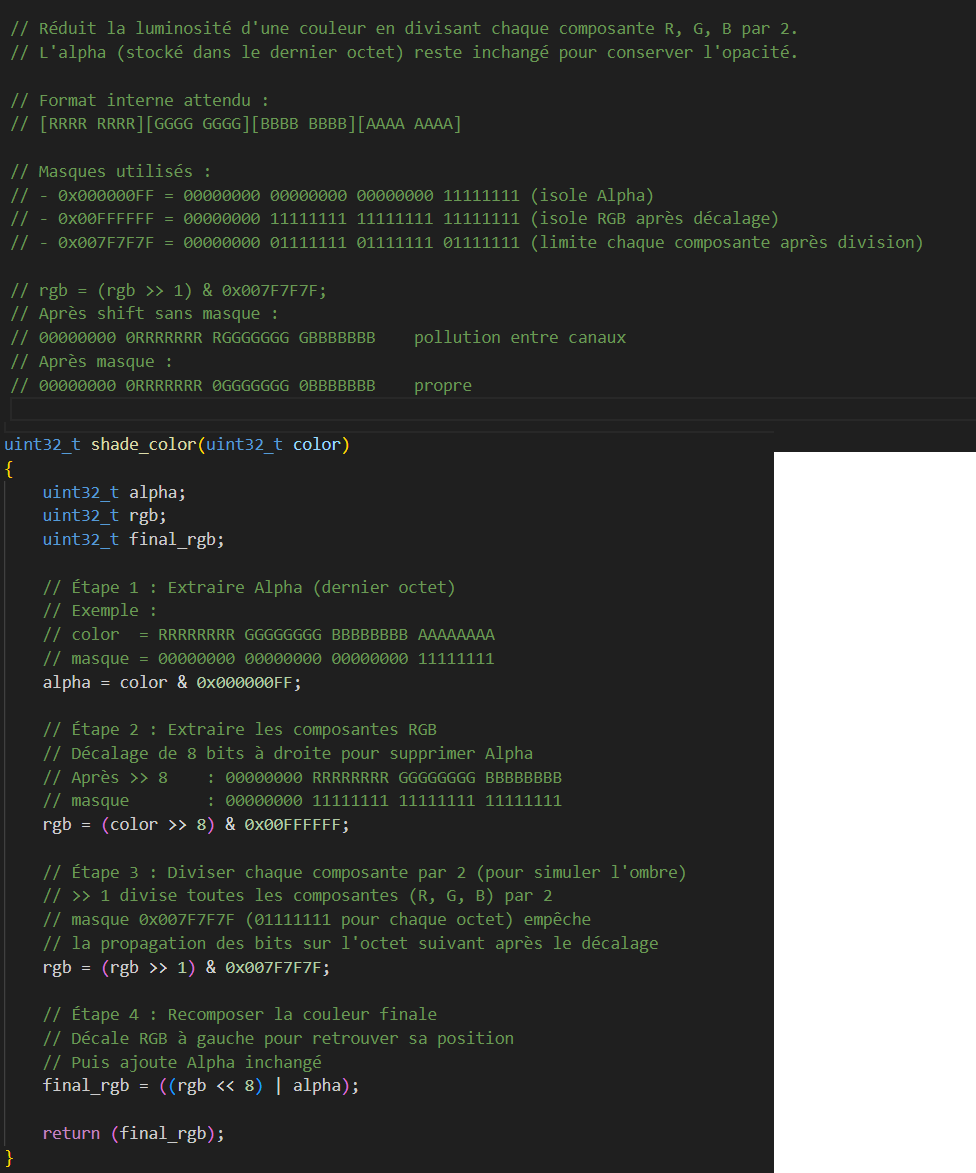 // Réduit la luminosité d'une couleur en divisant chaque composante R, G, B par 2.
// L'alpha (stocké dans le dernier octet) reste inchangé pour conserver l'opacité.
// Format interne attendu :
// [RRRR RRRR][GGGG GGGG][BBBB BBBB][AAAA AAAA]
// Masques utilisés :
// - 0x000000FF = 00000000 00000000 00000000 11111111 (isole Alpha)
// - 0x00FFFFFF = 00000000 11111111 11111111 11111111 (isole RGB après décalage)
// - 0x007F7F7F = 00000000 01111111 01111111 01111111 (limite chaque composante après division)
// rgb = (rgb >> 1) & 0x007F7F7F;
// Après shift sans masque :
// 00000000 0RRRRRRR RGGGGGGG GBBBBBBB    pollution entre canaux
// Après masque :
// 00000000 0RRRRRRR 0GGGGGGG 0BBBBBBB    propre
uint32_t shade_color(uint32_t color)
{
    uint32_t alpha;
    uint32_t rgb;
    uint32_t final_rgb;
    // Étape 1 : Extraire Alpha (dernier octet)
    // Exemple :
    // color  = RRRRRRRR GGGGGGGG BBBBBBBB AAAAAAAA
    // masque = 00000000 00000000 00000000 11111111
    alpha = color & 0x000000FF;
    // Étape 2 : Extraire les composantes RGB
    // Décalage de 8 bits à droite pour supprimer Alpha
    // Après >> 8    : 00000000 RRRRRRRR GGGGGGGG BBBBBBBB
    // masque        : 00000000 11111111 11111111 11111111
    rgb = (color >> 8) & 0x00FFFFFF;
    // Étape 3 : Diviser chaque composante par 2 (pour simuler l'ombre)
    // >> 1 divise toutes les composantes (R, G, B) par 2
    // masque 0x007F7F7F (01111111 pour chaque octet) empêche
    // la propagation des bits sur l'octet suivant après le décalage
    rgb = (rgb >> 1) & 0x007F7F7F;
    // Étape 4 : Recomposer la couleur finale
    // Décale RGB à gauche pour retrouver sa position
    // Puis ajoute Alpha inchangé
    final_rgb = ((rgb << 8) | alpha);
    return (final_rgb);
}